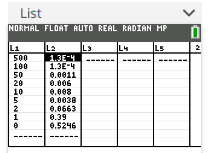 List
NORMAL FLOAT AUTO REAL RADIAN MP
L1 L2 L3 L4 L5 2
500 1.3E-4 ------ ------ ------
100 1.3E-4
50 0.0011
20 0.006
10 0.008
5 0.0038
2 0.0663
1 0.39
0 0.5246
------ ------